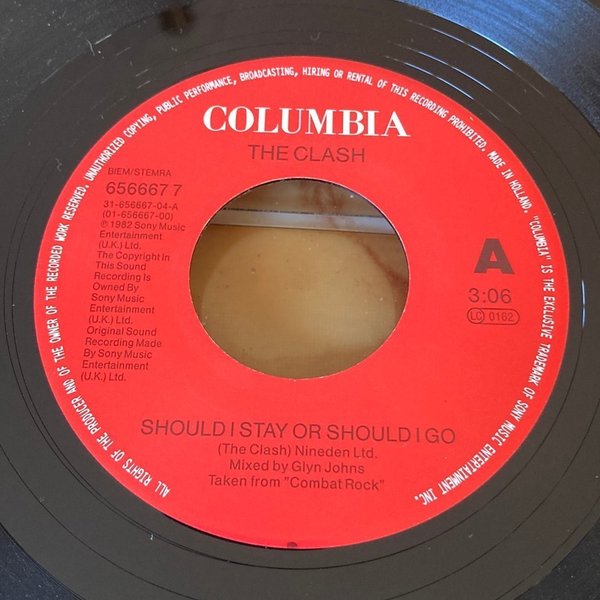 ALL RIGHTS OF THE PRODUCER AND OF THE OWNER OF THE RECORDED WORK RESERVED. UNAUTHORIZED COPYING, PUBLIC PERFORMANCE, BROADCASTING, HIRING OR RENTAL OF THIS RECORDING PROHIBITED. MADE IN HOLLAND. "COLUMBIA" IS THE EXCLUSIVE TRADEMARK OF SONY MUSIC ENTERTAINMENT INC.
COLUMBIA
THE CLASH
BIEM/STEMRA
656667 7
31-656667-04-A
(01-656667-00)
℗ 1982 Sony Music
Entertainment
(U.K.) Ltd.
The Copyright In
This Sound
Recording Is
Owned By
Sony Music
Entertainment
(U.K.) Ltd.
Original Sound
Recording Made
By Sony Music
Entertainment
(U.K.) Ltd.
A
3:06
LC 0162
SHOULD I STAY OR SHOULD I GO
(The Clash) Nineden Ltd.
Mixed by Glyn Johns
Taken from "Combat Rock"